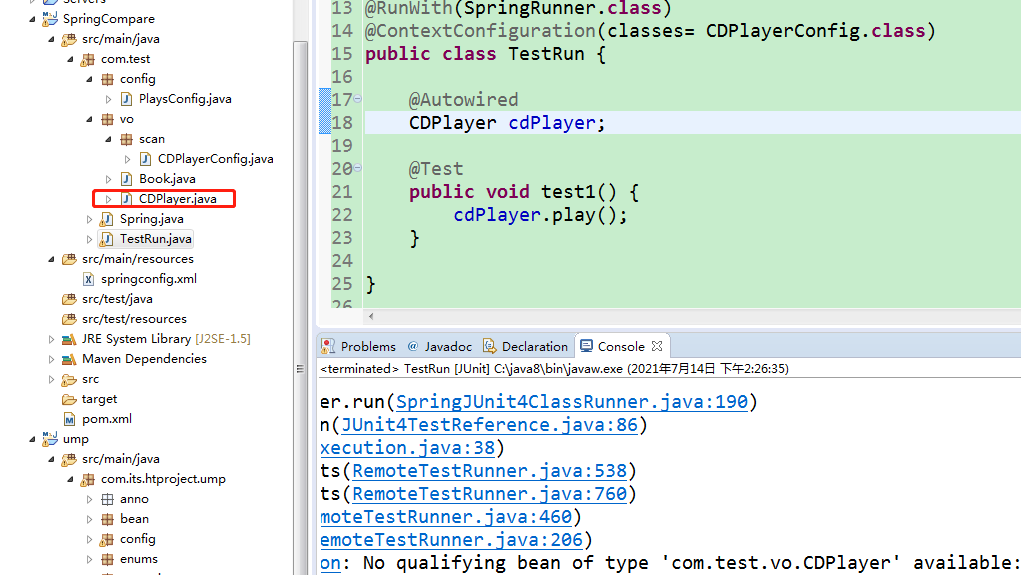 Servers
SpringCompare
src/main/java
com.test
config
PlaysConfig.java
vo
scan
CDPlayerConfig.java
Book.java
CDPlayer.java
Spring.java
TestRun.java
src/main/resources
springconfig.xml
src/test/java
src/test/resources
JRE System Library [J2SE-1.5]
Maven Dependencies
src
target
pom.xml
ump
src/main/java
com.its.htproject.ump
anno
bean
config
enums
13 @RunWith(SpringRunner.class)
14 @ContextConfiguration(classes= CDPlayerConfig.class)
15 public class TestRun {
16
17 @Autowired
18 CDPlayer cdPlayer;
19
20 @Test
21 public void test1() {
22 cdPlayer.play();
23 }
24
25 }
26
Problems @ Javadoc Declaration Console
<terminated> TestRun [JUnit] C:\java8\bin\javaw.exe (2021年7月14日 下午2:26:35)
er.run(SpringJUnit4ClassRunner.java:190)
n(JUnit4TestReference.java:86)
xecution.java:38)
ts(RemoteTestRunner.java:538)
ts(RemoteTestRunner.java:760)
moteTestRunner.java:460)
emoteTestRunner.java:206)
on: No qualifying bean of type 'com.test.vo.CDPlayer' available: